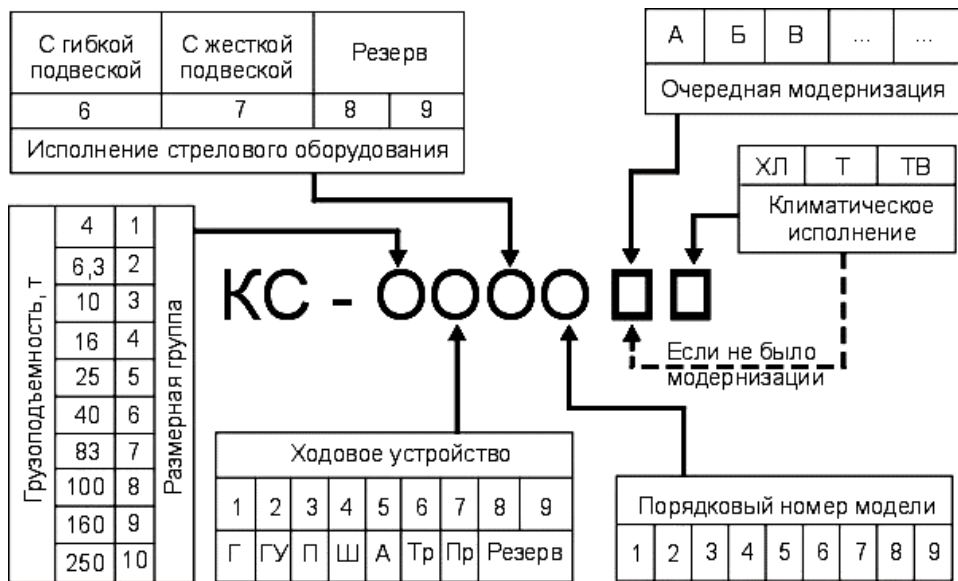 С гибкой подвеской С жесткой подвеской Резерв
6 7 8 9
Исполнение стрелового оборудования
А Б В ... ...
Очередная модернизация
ХЛ Т ТВ
Климатическое
исполнение
Грузоподъемность, т
Размерная группа
4 1
6,3 2
10 3
16 4
25 5
40 6
83 7
100 8
160 9
250 10
КС - ОООО
Если не было
модернизации
Ходовое устройство
1 2 3 4 5 6 7 8 9
Г ГУ П Ш А Тр Пр Резерв
Порядковый номер модели
1 2 3 4 5 6 7 8 9